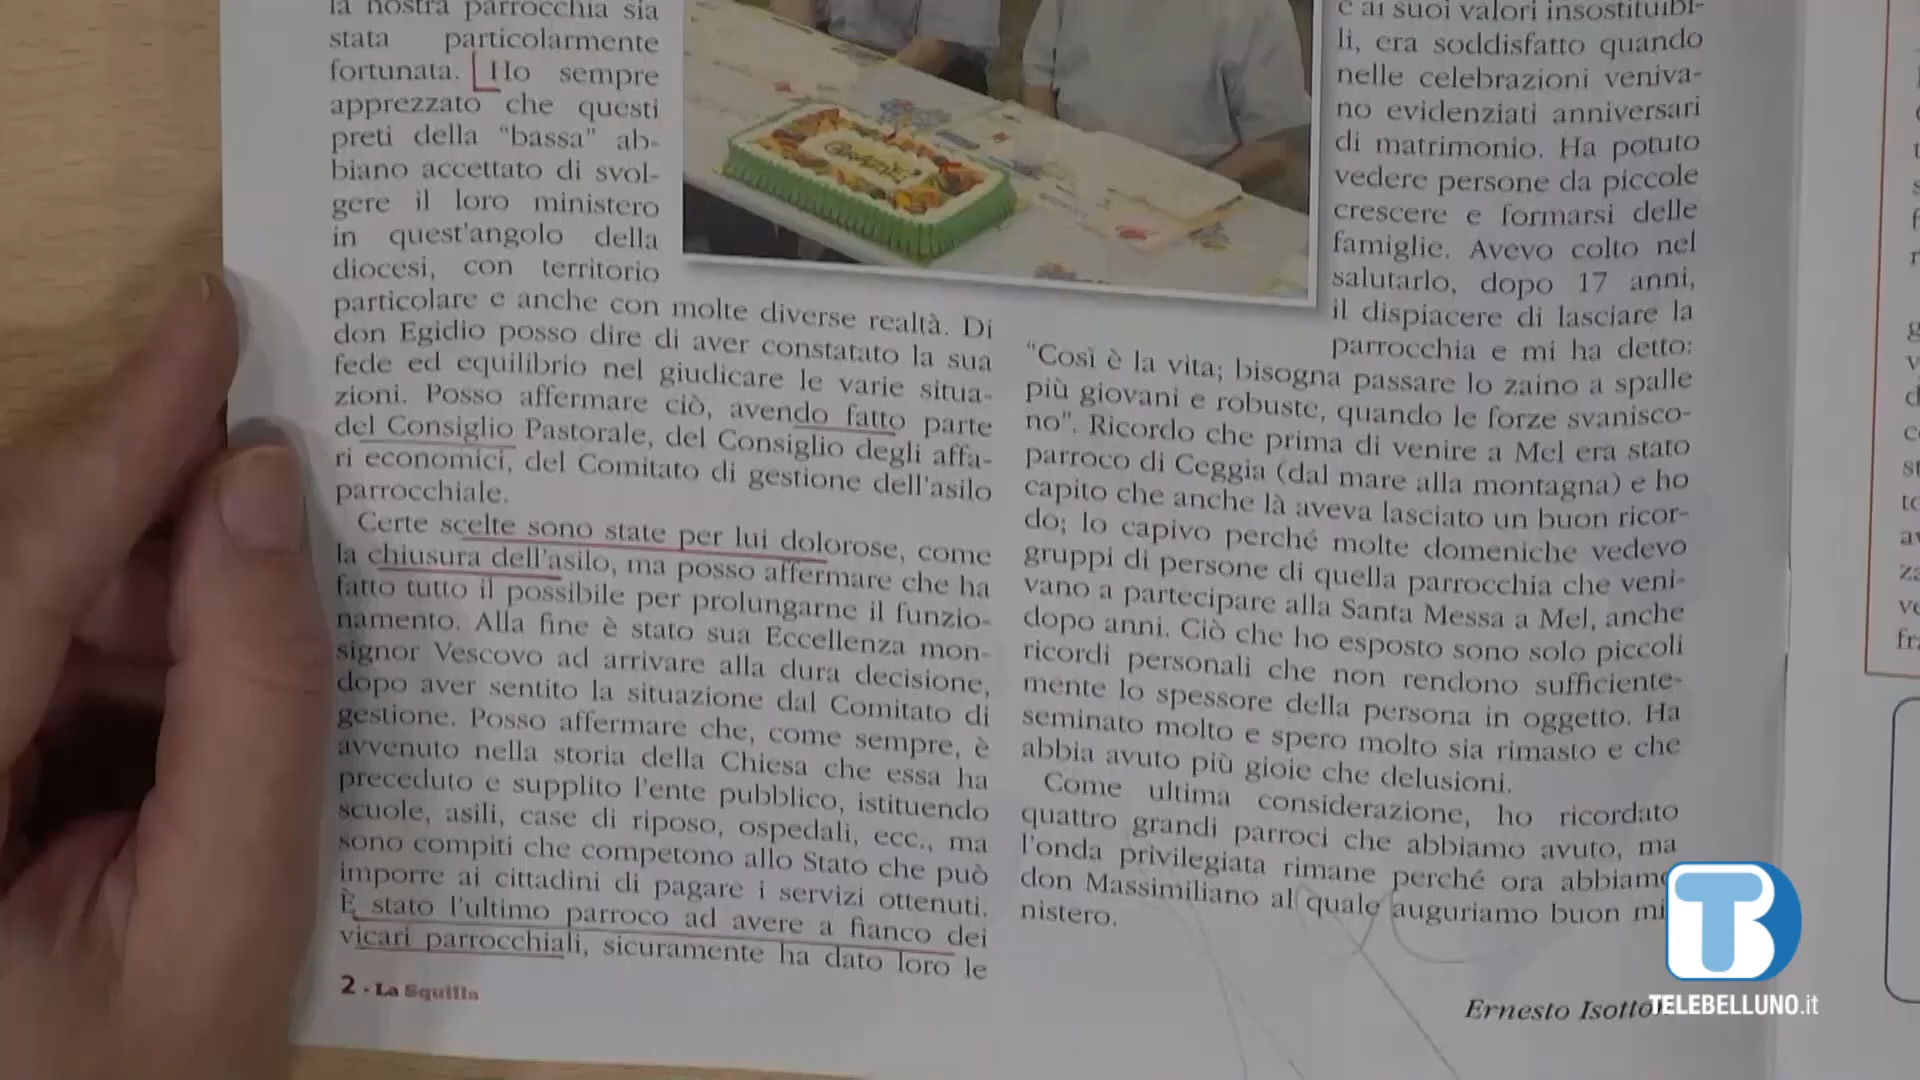 la nostra parrocchia sia
stata particolarmente
fortunata. Ho sempre
apprezzato che questi
preti della "bassa" ab-
biano accettato di svol-
gere il loro ministero
in quest'angolo della
diocesi, con territorio
particolare e anche con molte diverse realtà. Di
don Egidio posso dire di aver constatato la sua
fede ed equilibrio nel giudicare le varie situa-
zioni. Posso affermare ciò, avendo fatto parte
del Consiglio Pastorale, del Consiglio degli affa-
ri economici, del Comitato di gestione dell'asilo
parrocchiale.
Certe scelte sono state per lui dolorose, come
la chiusura dell'asilo, ma posso affermare che ha
fatto tutto il possibile per prolungarne il funzio-
namento. Alla fine è stato sua Eccellenza mon-
signor Vescovo ad arrivare alla dura decisione,
dopo aver sentito la situazione dal Comitato di
gestione. Posso affermare che, come sempre, è
avvenuto nella storia della Chiesa che essa ha
preceduto e supplito l'ente pubblico, istituendo
scuole, asili, case di riposo, ospedali, ecc., ma
sono compiti che competono allo Stato che può
imporre ai cittadini di pagare i servizi ottenuti.
È stato l'ultimo parroco ad avere a fianco dei
vicari parrocchiali, sicuramente ha dato loro le
2 - La Squilla
e ai suoi valori insostituibi-
li, era soddisfatto quando
nelle celebrazioni veniva-
no evidenziati anniversari
di matrimonio. Ha potuto
vedere persone da piccole
crescere e formarsi delle
famiglie. Avevo colto nel
salutarlo, dopo 17 anni,
il dispiacere di lasciare la
parrocchia e mi ha detto:
"Così è la vita; bisogna passare lo zaino a spalle
più giovani e robuste, quando le forze svanisco-
no". Ricordo che prima di venire a Mel era stato
parroco di Ceggia (dal mare alla montagna) e ho
capito che anche là aveva lasciato un buon ricor-
do; lo capivo perché molte domeniche vedevo
gruppi di persone di quella parrocchia che veni-
vano a partecipare alla Santa Messa a Mel, anche
dopo anni. Ciò che ho esposto sono solo piccoli
ricordi personali che non rendono sufficiente-
mente lo spessore della persona in oggetto. Ha
seminato molto e spero molto sia rimasto e che
abbia avuto più gioie che delusioni.
Come ultima considerazione, ho ricordato
quattro grandi parroci che abbiamo avuto, ma
l'onda privilegiata rimane perché ora abbiamo
don Massimiliano al quale auguriamo buon mi
nistero.
Ernesto Isotton
TB
TELEBELLUNO.it